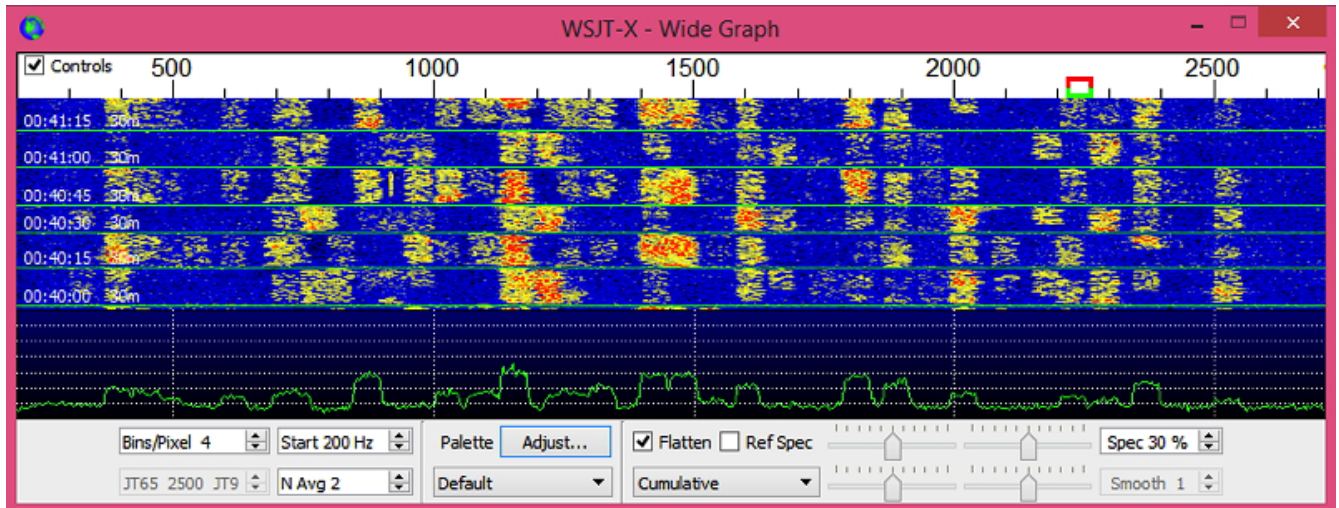 WSJT-X - Wide Graph
Controls 500 1000 1500 2000 2500
00:41:15 30m
00:41:00 30m
00:40:45 30m
00:40:30 30m
00:40:15 30m
00:40:00 30m
Bins/Pixel 4 Start 200 Hz Palette Adjust... Flatten Ref Spec Spec 30 %
JT65 2500 JT9 N Avg 2 Default Cumulative Smooth 1